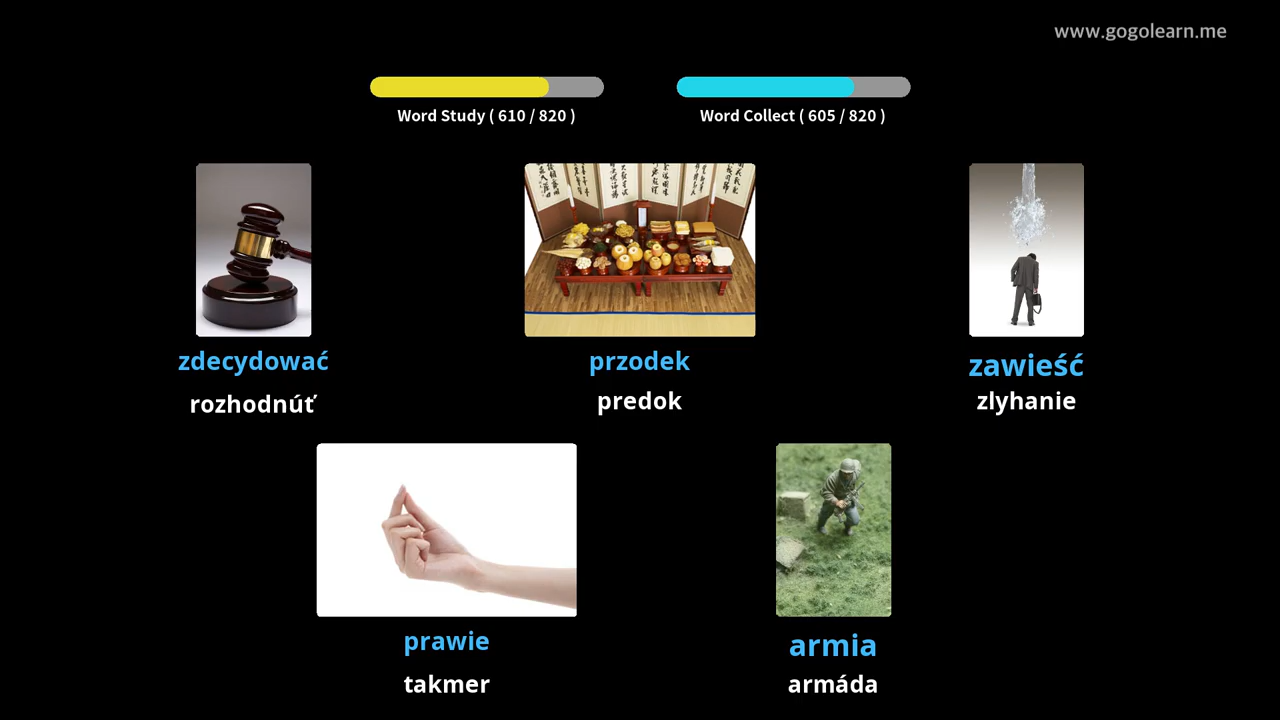 www.gogolearn.me
Word Study ( 610 / 820 )
Word Collect ( 605 / 820 )
zdecydować
rozhodnúť
przodek
predok
zawieść
zlyhanie
prawie
takmer
armia
armáda